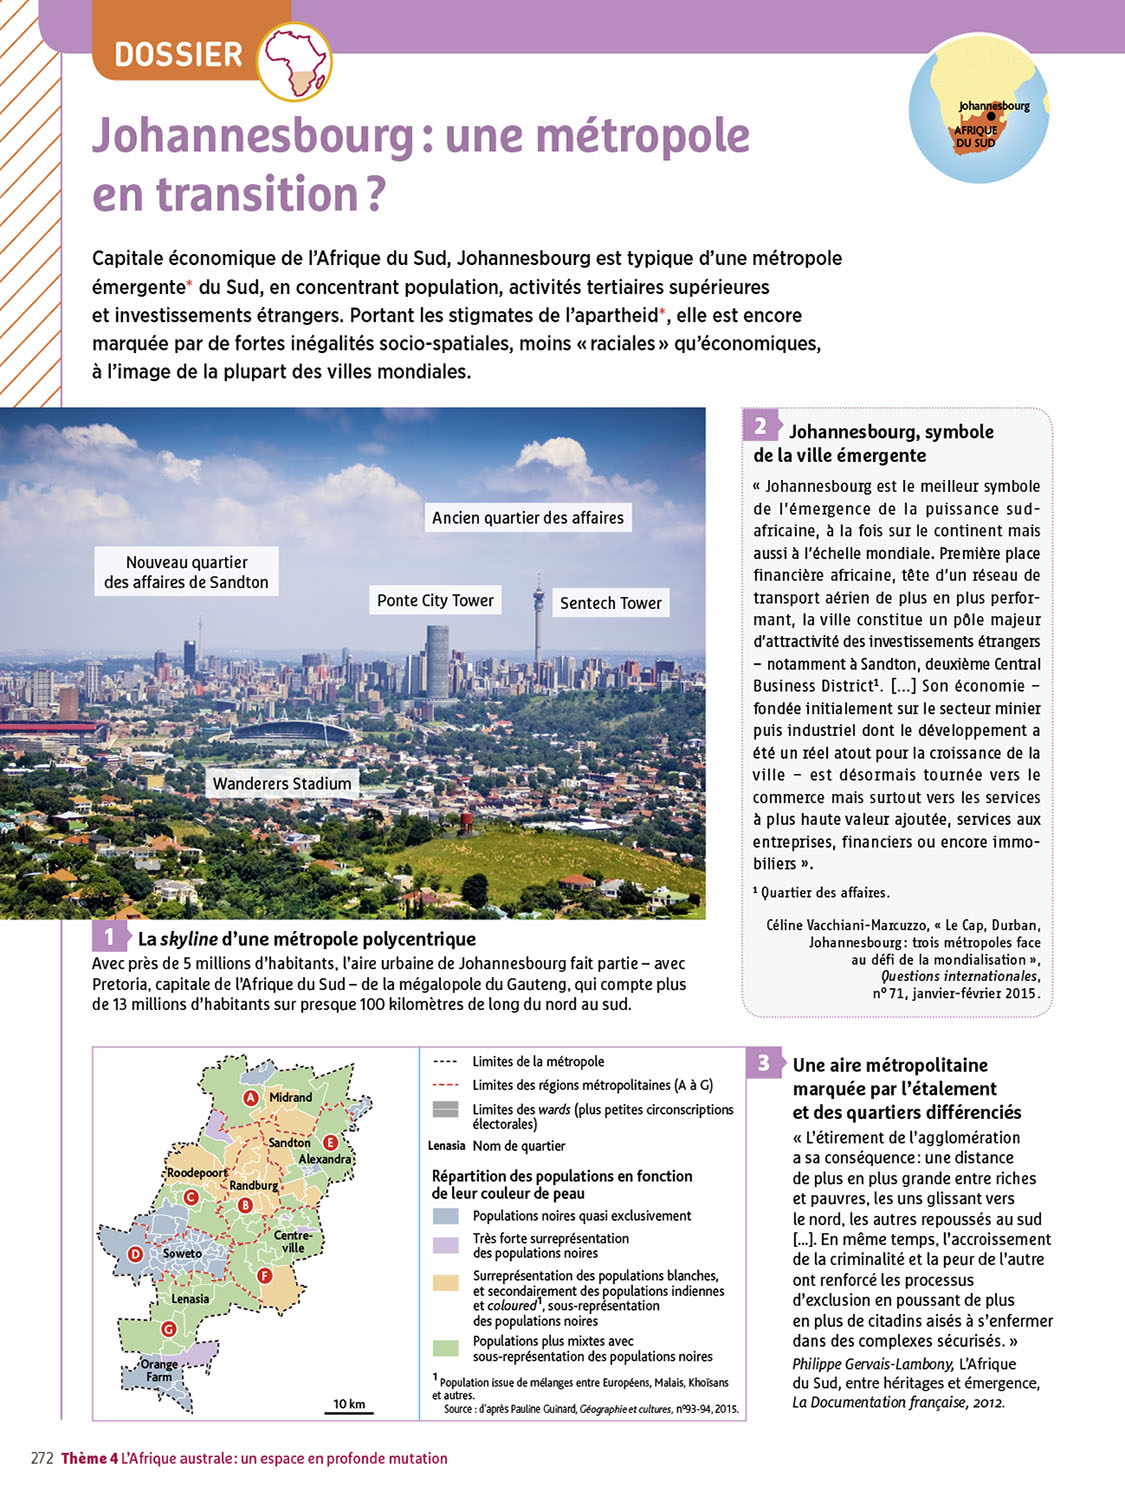 DOSSIER
Johannesbourg
AFRIQUE
DU SUD
Johannesbourg : une métropole
en transition ?
Capitale économique de l'Afrique du Sud, Johannesbourg est typique d'une métropole
émergente* du Sud, en concentrant population, activités tertiaires supérieures
et investissements étrangers. Portant les stigmates de l'apartheid*, elle est encore
marquée par de fortes inégalités socio-spatiales, moins « raciales » qu'économiques,
à l'image de la plupart des villes mondiales.
Ancien quartier des affaires
Nouveau quartier
des affaires de Sandton
Ponte City Tower
Sentech Tower
Wanderers Stadium
1 La skyline d'une métropole polycentrique
Avec près de 5 millions d'habitants, l'aire urbaine de Johannesbourg fait partie – avec
Pretoria, capitale de l'Afrique du Sud – de la mégalopole du Gauteng, qui compte plus
de 13 millions d'habitants sur presque 100 kilomètres de long du nord au sud.
2 Johannesbourg, symbole
de la ville émergente
« Johannesbourg est le meilleur symbole
de l'émergence de la puissance sud-
africaine, à la fois sur le continent mais
aussi à l'échelle mondiale. Première place
financière africaine, tête d'un réseau de
transport aérien de plus en plus perfor-
mant, la ville constitue un pôle majeur
d'attractivité des investissements étrangers
– notamment à Sandton, deuxième Central
Business District¹. [...] Son économie –
fondée initialement sur le secteur minier
puis industriel dont le développement a
été un réel atout pour la croissance de la
ville – est désormais tournée vers le
commerce mais surtout vers les services
à plus haute valeur ajoutée, services aux
entreprises, financiers ou encore immo-
biliers ».
¹ Quartier des affaires.
Céline Vacchiani-Marcuzzo, « Le Cap, Durban,
Johannesbourg : trois métropoles face
au défi de la mondialisation »,
Questions internationales,
n° 71, janvier-février 2015.
A
Midrand
Sandton
E
Alexandra
Roodepoort
Randburg
C
B
Centre-
ville
D
Soweto
F
Lenasia
G
Orange
Farm
10 km
Limites de la métropole
Limites des régions métropolitaines (A à G)
Limites des wards (plus petites circonscriptions
électorales)
Lenasia Nom de quartier
Répartition des populations en fonction
de leur couleur de peau
Populations noires quasi exclusivement
Très forte surreprésentation
des populations noires
Surreprésentation des populations blanches,
et secondairement des populations indiennes
et coloured¹, sous-représentation
des populations noires
Populations plus mixtes avec
sous-représentation des populations noires
¹ Population issue de mélanges entre Européens, Malais, Khoïsans
et autres.
Source : d'après Pauline Guinard, Géographie et cultures, n°93-94, 2015.
3 Une aire métropolitaine
marquée par l'étalement
et des quartiers différenciés
« L'étirement de l'agglomération
a sa conséquence : une distance
de plus en plus grande entre riches
et pauvres, les uns glissant vers
le nord, les autres repoussés au sud
[...]. En même temps, l'accroissement
de la criminalité et la peur de l'autre
ont renforcé les processus
d'exclusion en poussant de plus
en plus de citadins aisés à s'enfermer
dans des complexes sécurisés. »
Philippe Gervais-Lambony, L'Afrique
du Sud, entre héritages et émergence,
La Documentation française, 2012.
272 Thème 4 L'Afrique australe : un espace en profonde mutation